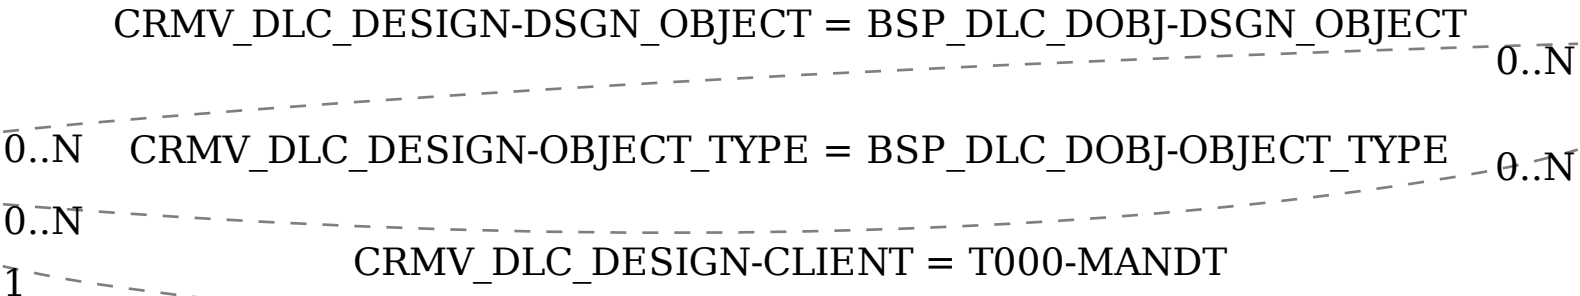 CRMV_DLC_DESIGN-DSGN_OBJECT = BSP_DLC_DOBJ-DSGN_OBJECT
0..N
0..N
CRMV_DLC_DESIGN-OBJECT_TYPE = BSP_DLC_DOBJ-OBJECT_TYPE
0..N
0..N
CRMV_DLC_DESIGN-CLIENT = T000-MANDT
1